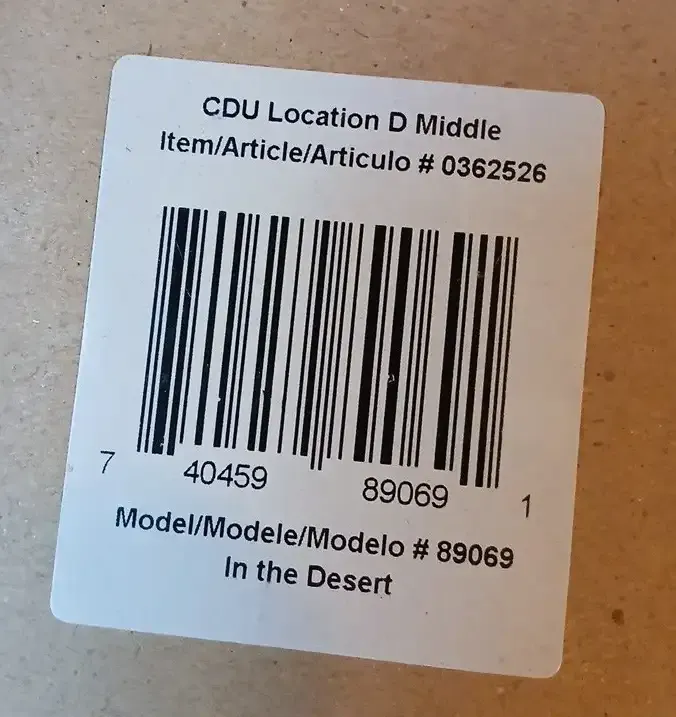 CDU Location D Middle
Item/Article/Articulo # 0362526
7 40459 89069 1
Model/Modele/Modelo # 89069
In the Desert